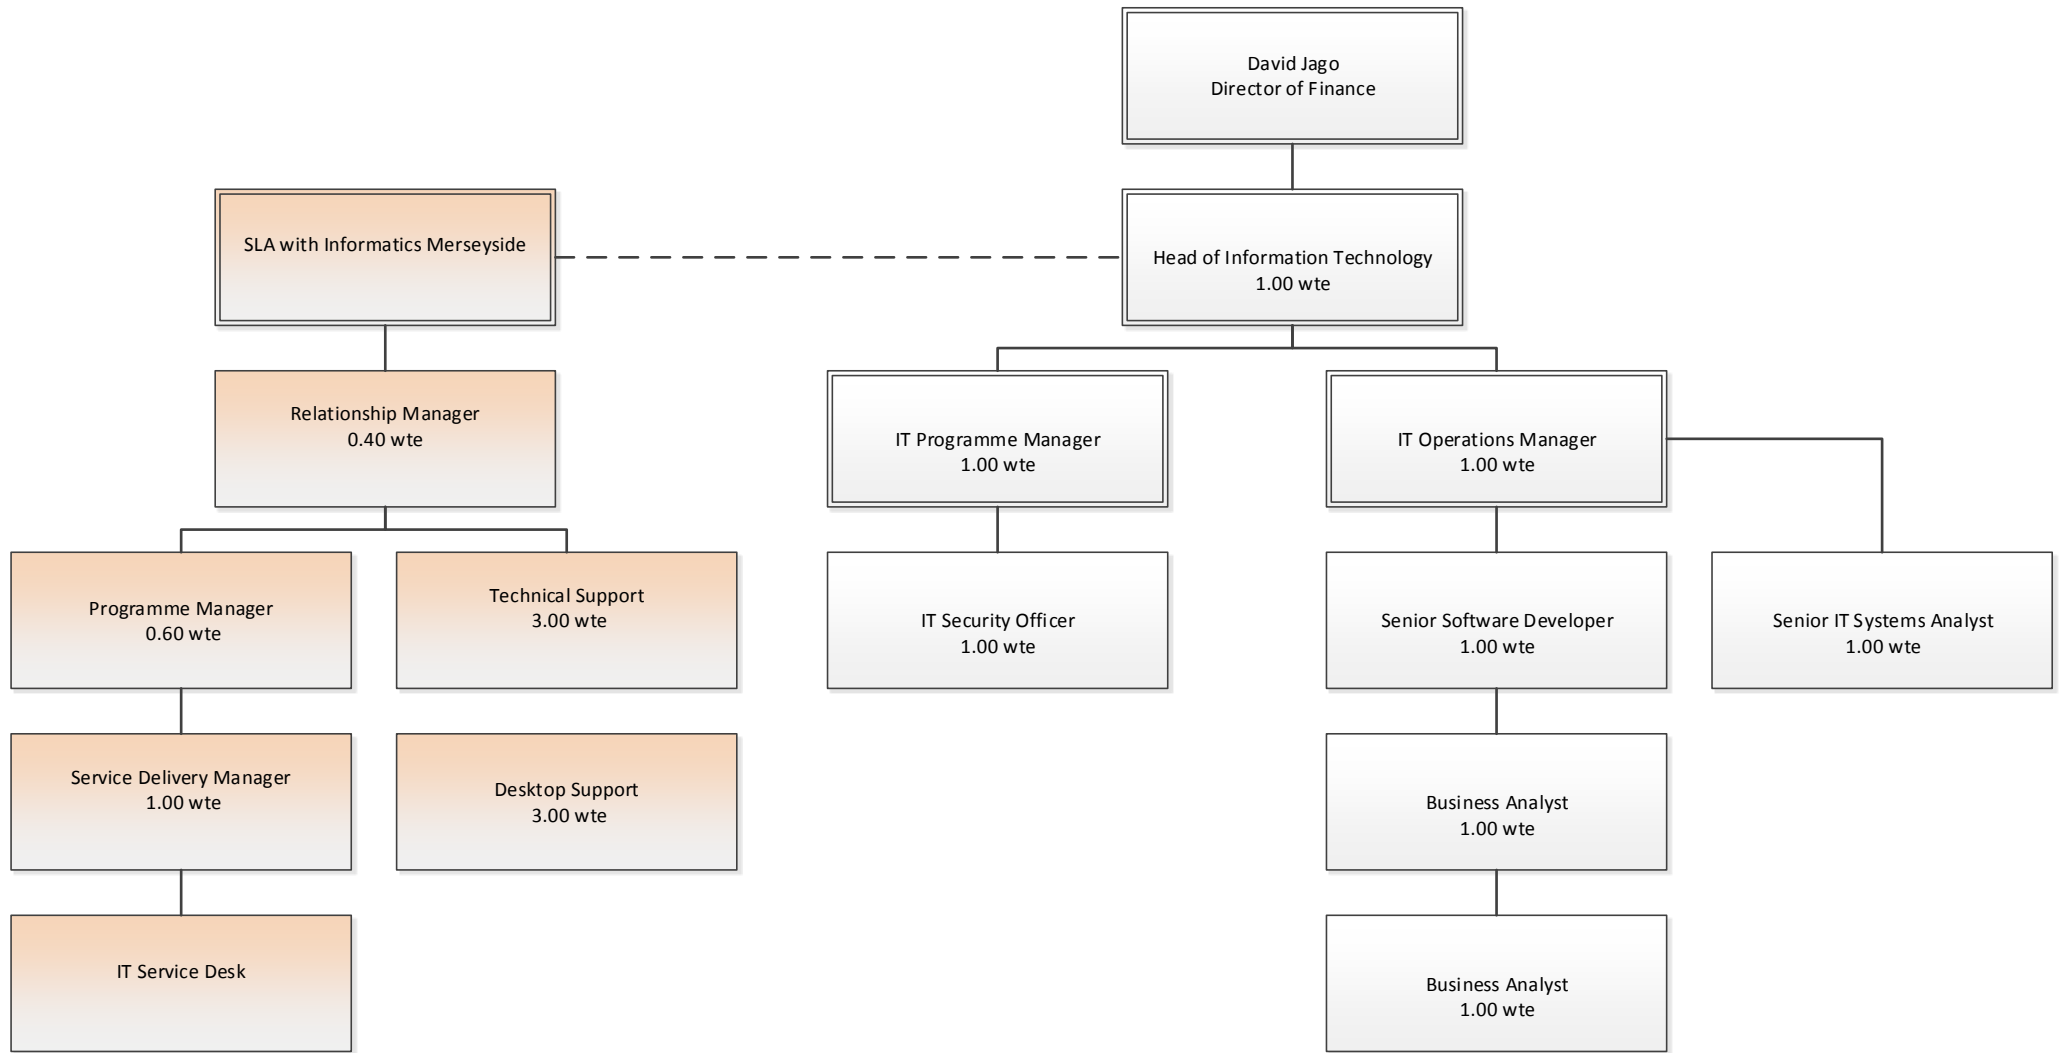 David Jago
Director of Finance
SLA with Informatics Merseyside
Head of Information Technology
1.00 wte
Relationship Manager
0.40 wte
IT Programme Manager
1.00 wte
IT Operations Manager
1.00 wte
Programme Manager
0.60 wte
Technical Support
3.00 wte
IT Security Officer
1.00 wte
Senior Software Developer
1.00 wte
Senior IT Systems Analyst
1.00 wte
Service Delivery Manager
1.00 wte
Desktop Support
3.00 wte
Business Analyst
1.00 wte
IT Service Desk
Business Analyst
1.00 wte